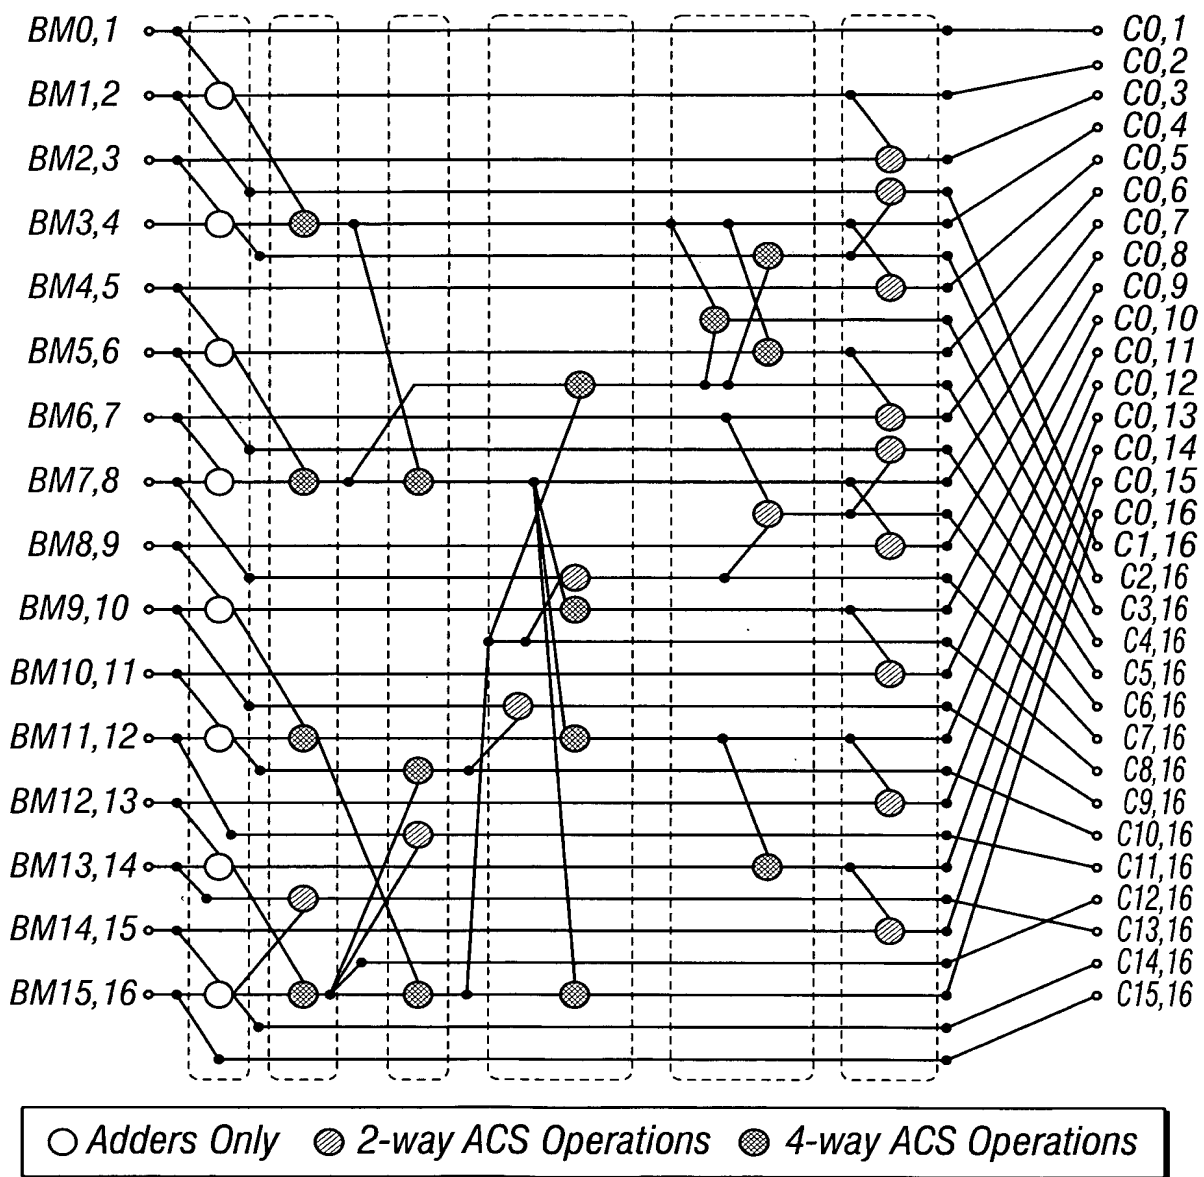 BM0,1
BM1,2
BM2,3
BM3,4
BM4,5
BM5,6
BM6,7
BM7,8
BM8,9
BM9,10
BM10,11
BM11,12
BM12,13
BM13,14
BM14,15
BM15,16
C0,1
C0,2
C0,3
C0,4
C0,5
C0,6
C0,7
C0,8
C0,9
C0,10
C0,11
C0,12
C0,13
C0,14
C0,15
C0,16
C1,16
C2,16
C3,16
C4,16
C5,16
C6,16
C7,16
C8,16
C9,16
C10,16
C11,16
C12,16
C13,16
C14,16
C15,16
Adders Only 2-way ACS Operations 4-way ACS Operations